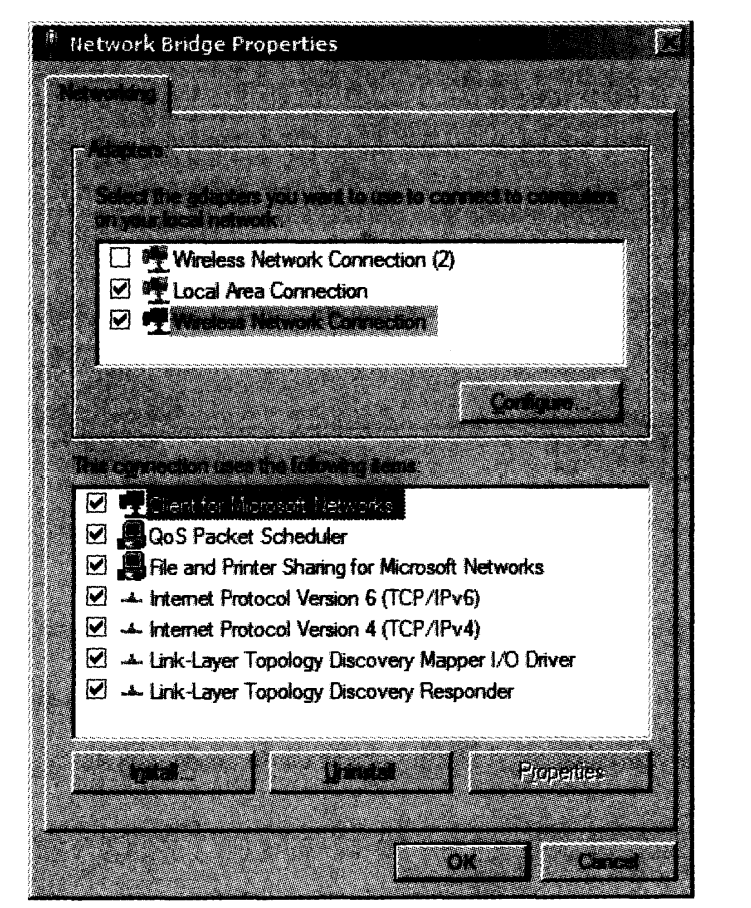 Network Bridge Properties
Networking
Adapters:
Select the adapters you want to use to connect to computers
on your local network:
Wireless Network Connection (2)
Local Area Connection
Wireless Network Connection
Configure...
This connection uses the following items:
Client for Microsoft Networks
QoS Packet Scheduler
File and Printer Sharing for Microsoft Networks
Internet Protocol Version 6 (TCP/IPv6)
Internet Protocol Version 4 (TCP/IPv4)
Link-Layer Topology Discovery Mapper I/O Driver
Link-Layer Topology Discovery Responder
Install... Uninstall Properties
OK Cancel